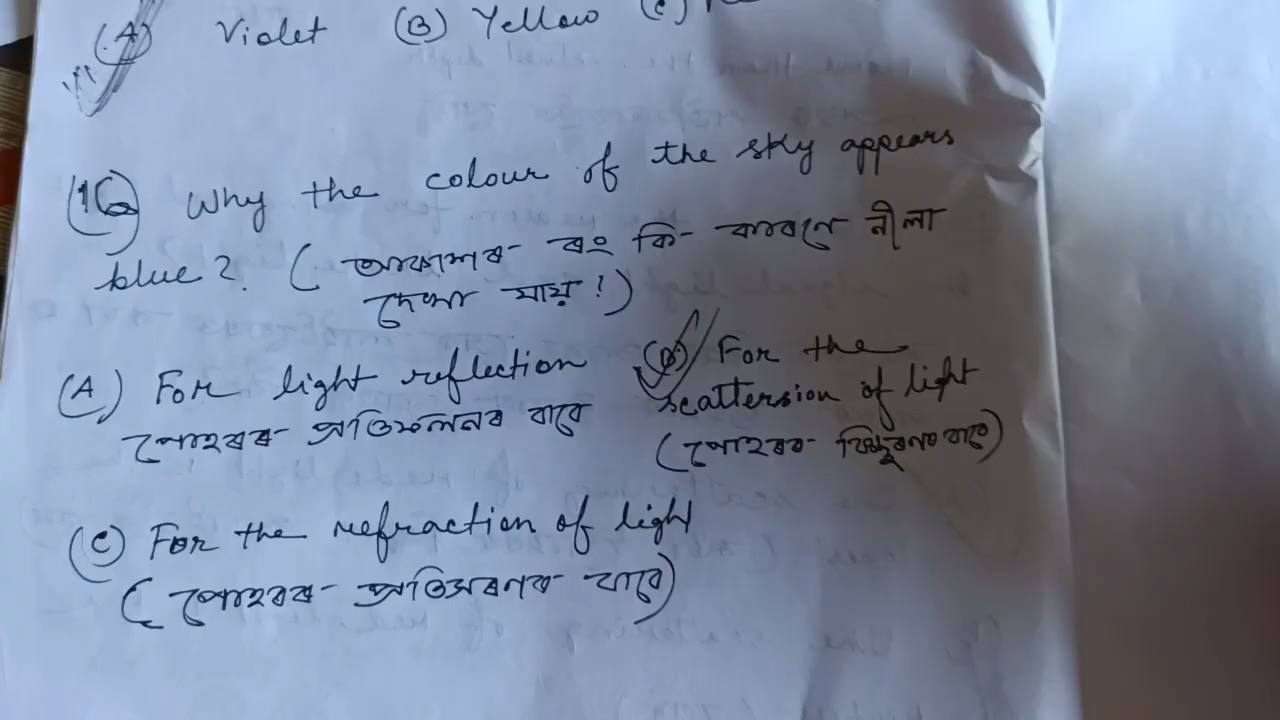 (A) Violet (B) Yellow (C)
(16) Why the colour of the sky appears
blue? (আকাশৰ ৰং কি কাৰণে নীলা
দেখা যায়?)
(A) For light reflection
পোহৰৰ প্ৰতিফলনৰ বাবে
(B) For the
scattersion of light
(পোহৰৰ বিচ্ছুৰণৰ বাবে)
(C) For the refraction of light
(পোহৰৰ প্ৰতিসৰণৰ বাবে)